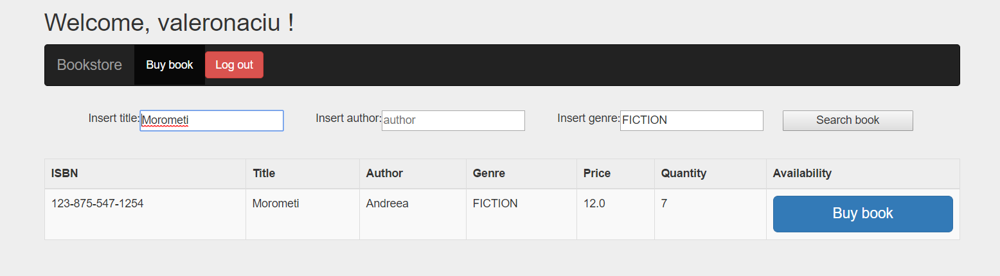 Welcome, valeronaciu !
Bookstore Buy book Log out
Insert title: Morometi Insert author: author Insert genre: FICTION Search book
ISBN Title Author Genre Price Quantity Availability
123-875-547-1254 Morometi Andreea FICTION 12.0 7 Buy book